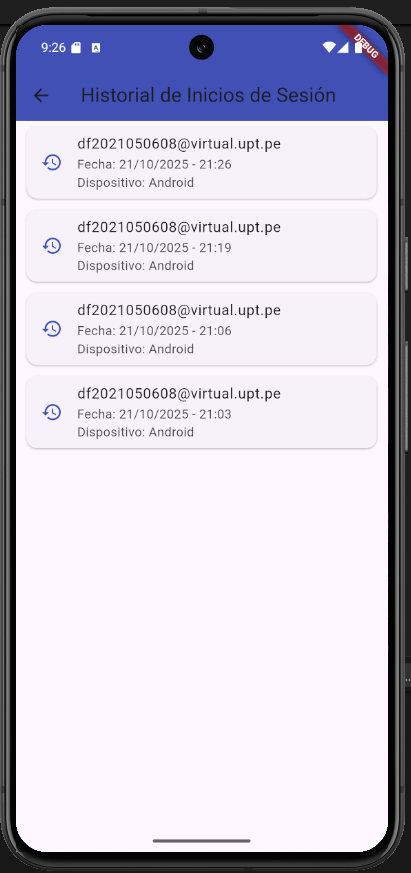 9:26
A
DEBUG
Historial de Inicios de Sesión
df2021050608@virtual.upt.pe
Fecha: 21/10/2025 - 21:26
Dispositivo: Android
df2021050608@virtual.upt.pe
Fecha: 21/10/2025 - 21:19
Dispositivo: Android
df2021050608@virtual.upt.pe
Fecha: 21/10/2025 - 21:06
Dispositivo: Android
df2021050608@virtual.upt.pe
Fecha: 21/10/2025 - 21:03
Dispositivo: Android